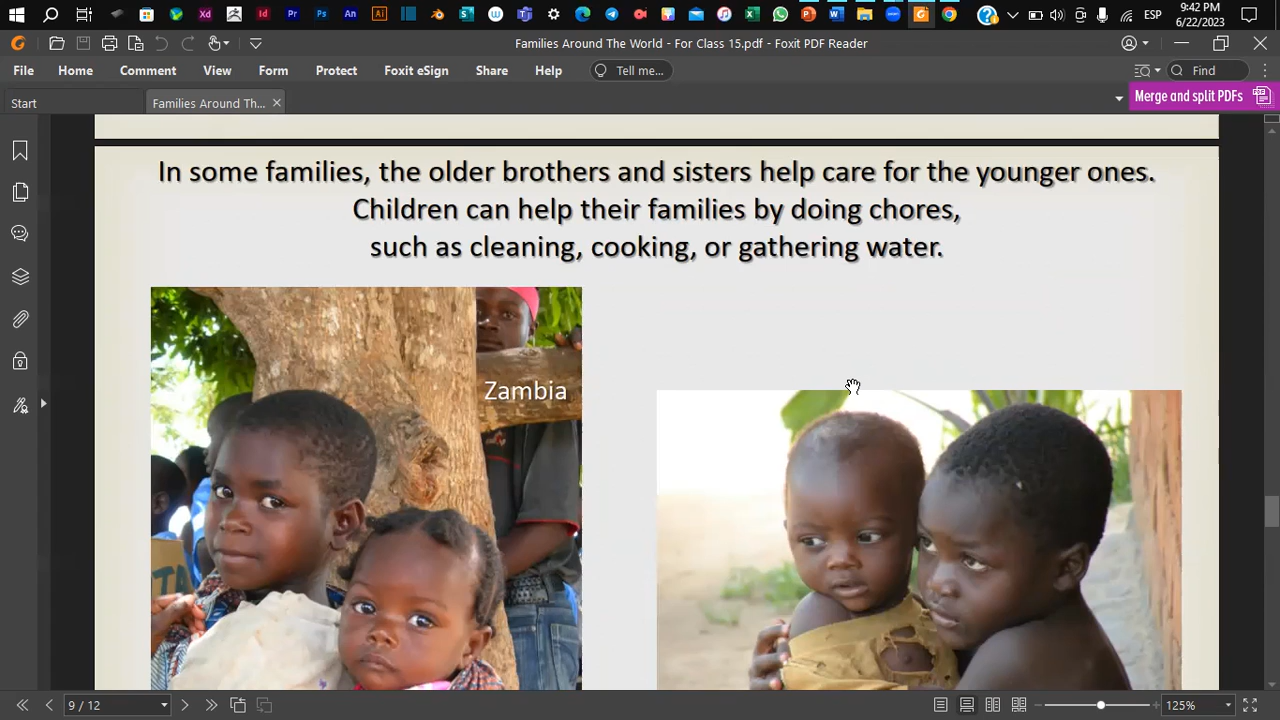 9:42 PM
ESP
6/22/2023
Families Around The World - For Class 15.pdf - Foxit PDF Reader
File Home Comment View Form Protect Foxit eSign Share Help Tell me... Find
Start Families Around Th... Merge and split PDFs
In some families, the older brothers and sisters help care for the younger ones.
Children can help their families by doing chores,
such as cleaning, cooking, or gathering water.
Zambia
9 / 12 125%